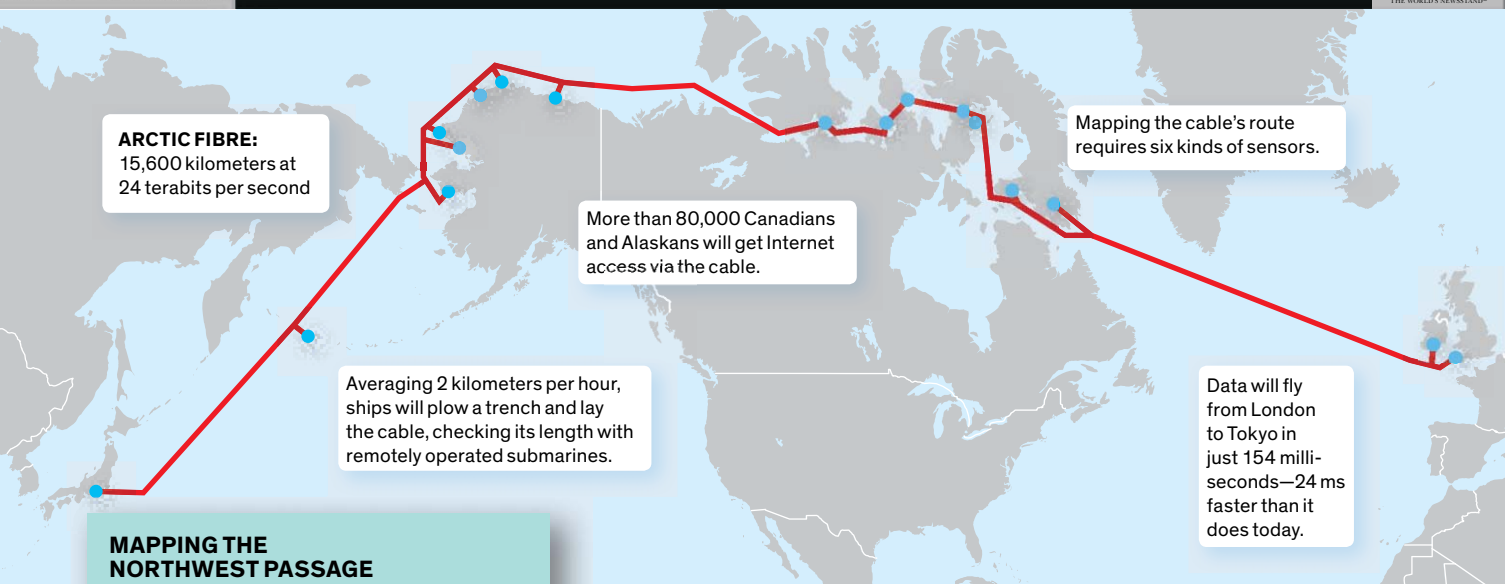 THE WORLD'S NEWSSTAND
ARCTIC FIBRE:
15,600 kilometers at
24 terabits per second
Mapping the cable's route
requires six kinds of sensors.
More than 80,000 Canadians
and Alaskans will get Internet
access via the cable.
Averaging 2 kilometers per hour,
ships will plow a trench and lay
the cable, checking its length with
remotely operated submarines.
Data will fly
from London
to Tokyo in
just 154 milli-
seconds—24 ms
faster than it
does today.
MAPPING THE
NORTHWEST PASSAGE